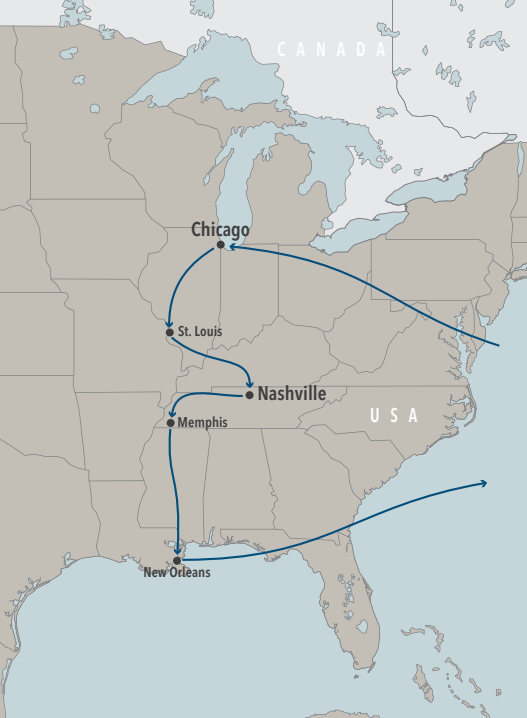 CANADA
Chicago
St. Louis
Nashville
USA
Memphis
New Orleans